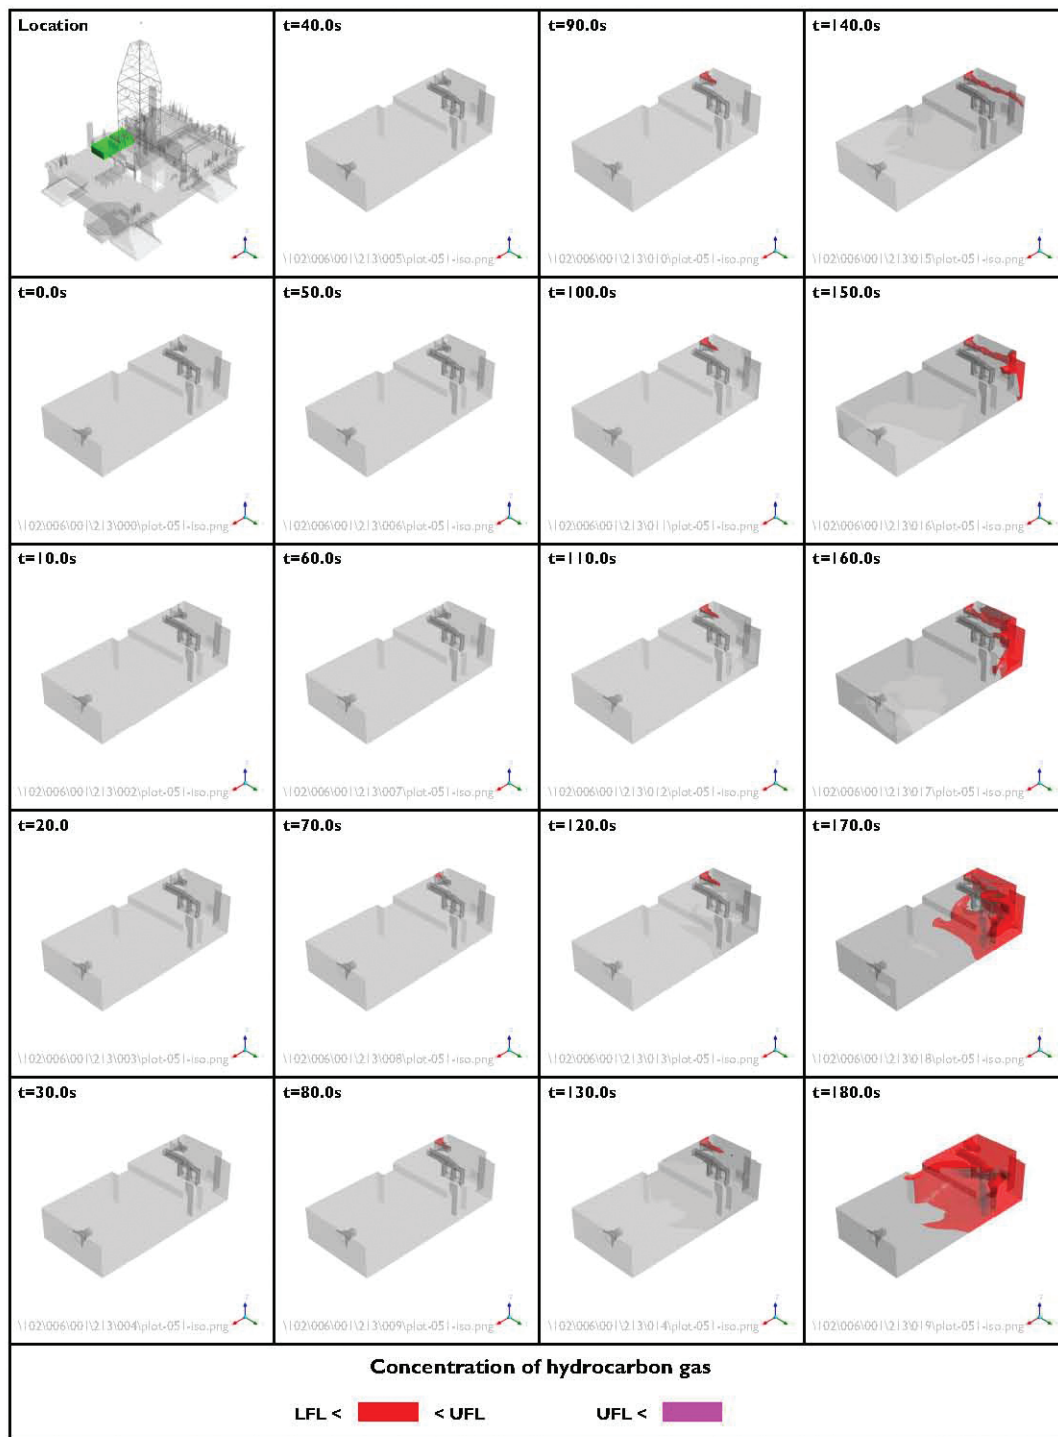 Location
t=0.0s
\102\006\001\213\000\plot-051-iso.png
t=10.0s
\102\006\001\213\002\plot-051-iso.png
t=20.0
\102\006\001\213\003\plot-051-iso.png
t=30.0s
\102\006\001\213\004\plot-051-iso.png
t=40.0s
\102\006\001\213\005\plot-051-iso.png
t=50.0s
\102\006\001\213\006\plot-051-iso.png
t=60.0s
\102\006\001\213\007\plot-051-iso.png
t=70.0s
\102\006\001\213\008\plot-051-iso.png
t=80.0s
\102\006\001\213\009\plot-051-iso.png
t=90.0s
\102\006\001\213\010\plot-051-iso.png
t=100.0s
\102\006\001\213\011\plot-051-iso.png
t=110.0s
\102\006\001\213\012\plot-051-iso.png
t=120.0s
\102\006\001\213\013\plot-051-iso.png
t=130.0s
\102\006\001\213\014\plot-051-iso.png
t=140.0s
\102\006\001\213\015\plot-051-iso.png
t=150.0s
\102\006\001\213\016\plot-051-iso.png
t=160.0s
\102\006\001\213\017\plot-051-iso.png
t=170.0s
\102\006\001\213\018\plot-051-iso.png
t=180.0s
\102\006\001\213\019\plot-051-iso.png
Concentration of hydrocarbon gas
LFL < < UFL UFL <